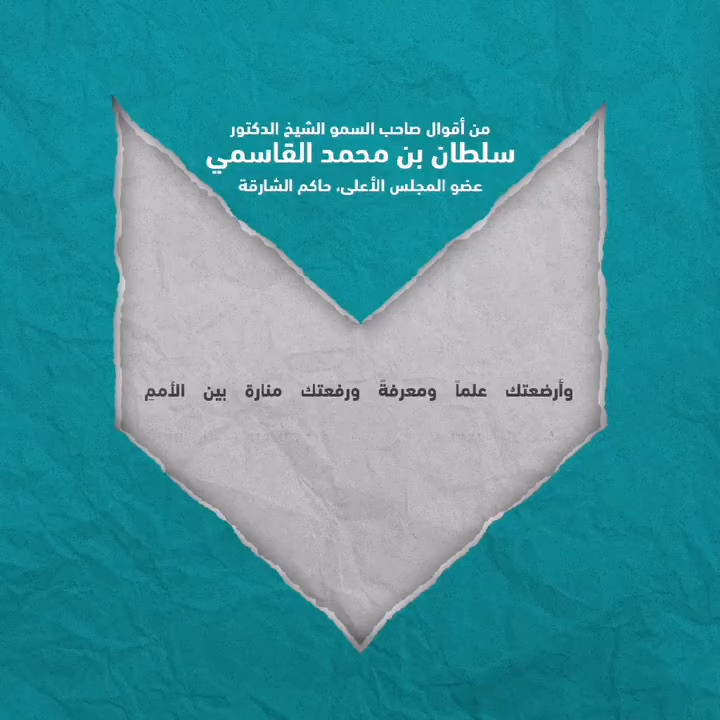 من أقوال صاحب السمو الشيخ الدكتور
سلطان بن محمد القاسمي
عضو المجلس الأعلى، حاكم الشارقة
وأرضعتك علماً ومعرفةً ورفعتك منارة بين الأممِ